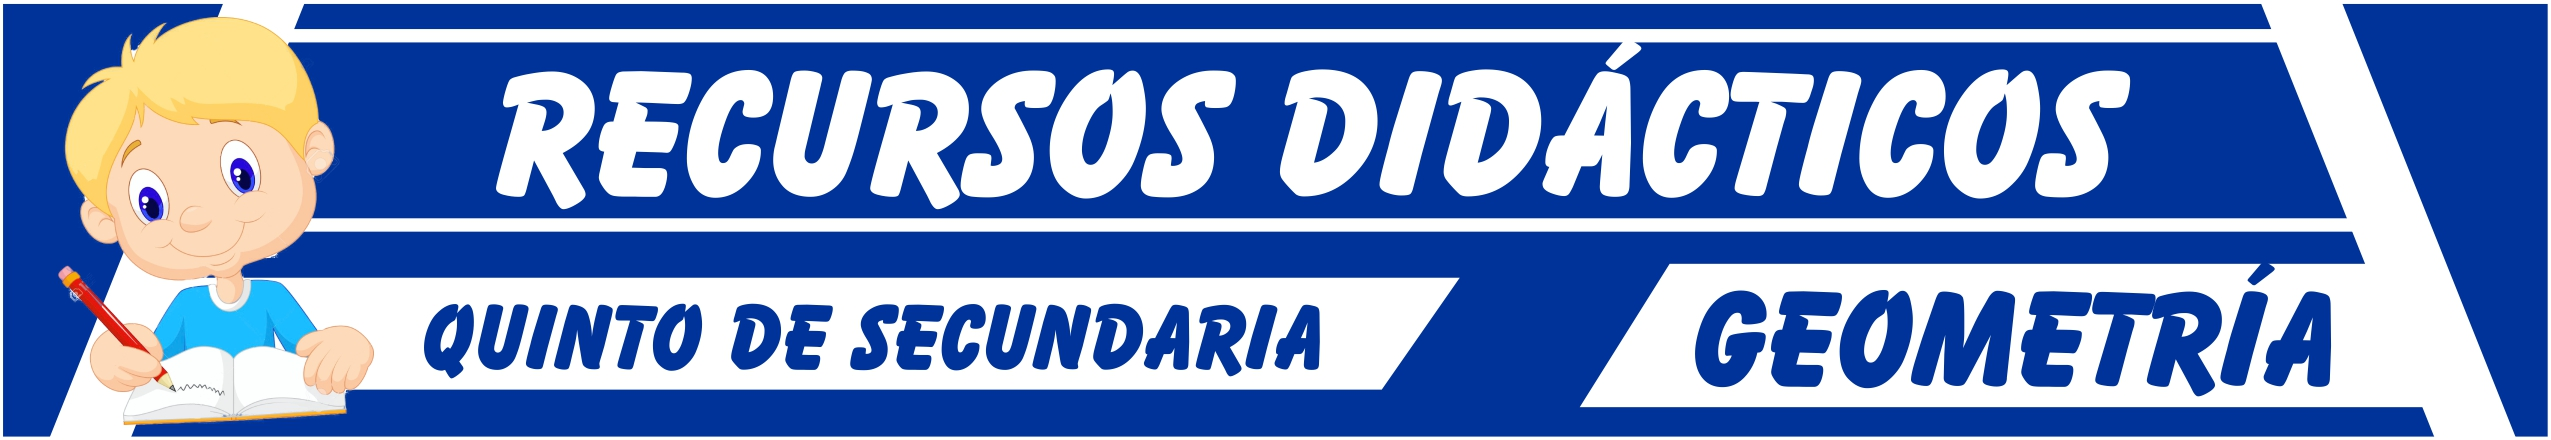 RECURSOS DIDÁCTICOS
QUINTO DE SECUNDARIA
GEOMETRÍA